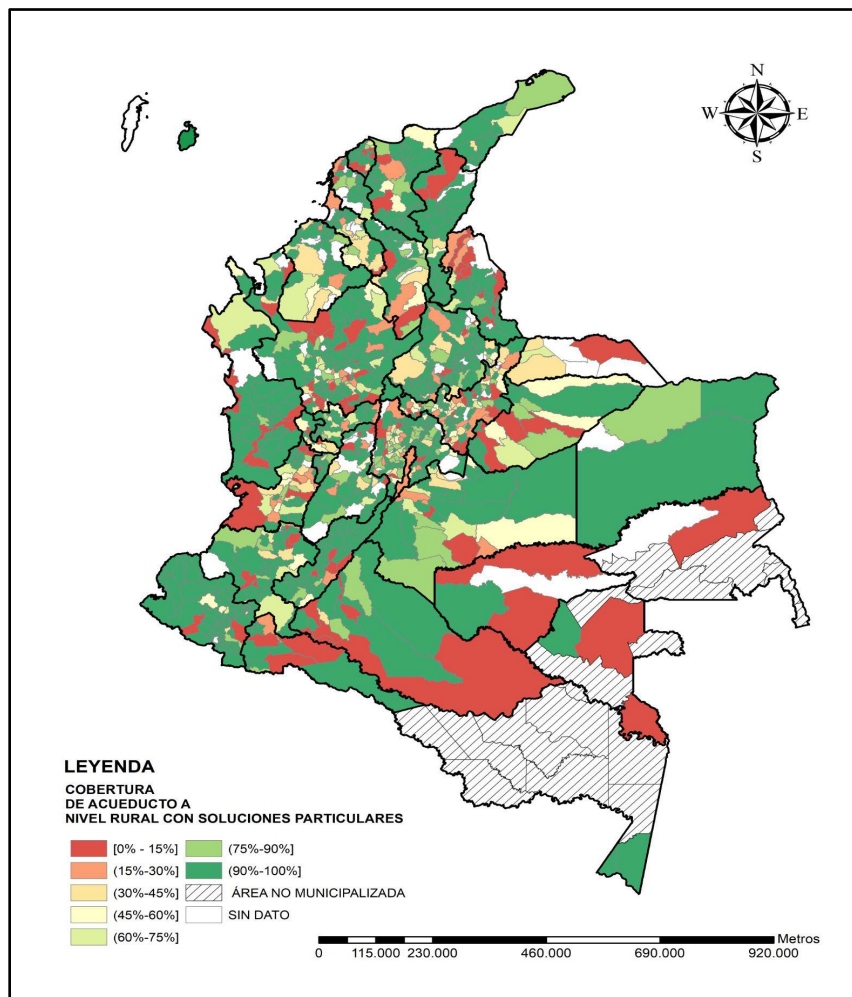 N
W E
S
LEYENDA
COBERTURA
DE ACUEDUCTO A
NIVEL RURAL CON SOLUCIONES PARTICULARES
[0% - 15%]
(15%-30%]
(30%-45%]
(45%-60%]
(60%-75%]
(75%-90%]
(90%-100%]
ÁREA NO MUNICIPALIZADA
SIN DATO
Metros
0 115.000 230.000 460.000 690.000 920.000